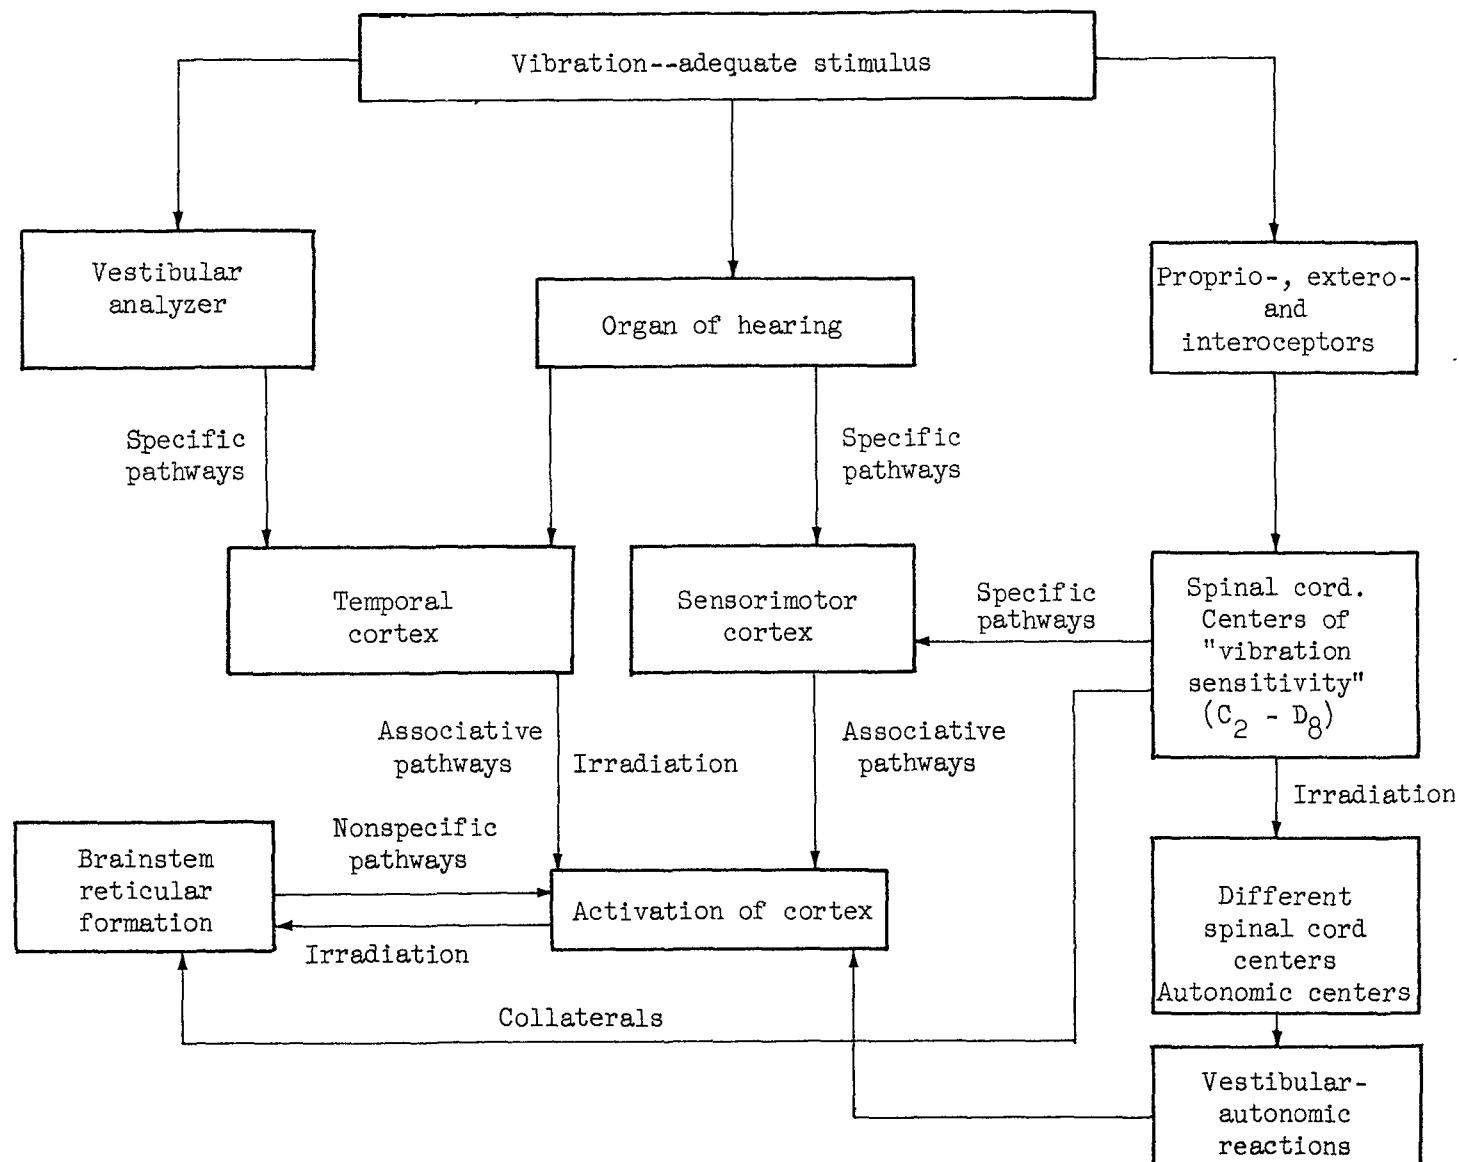 Vibration--adequate stimulus
Vestibular
analyzer
Organ of hearing
Proprio-, extero-
and
interoceptors
Specific
pathways
Specific
pathways
Temporal
cortex
Sensorimotor
cortex
Specific
pathways
Spinal cord.
Centers of
"vibration
sensitivity"
(C2 - D8)
Associative
pathways
Irradiation
Associative
pathways
Irradiation
Brainstem
reticular
formation
Nonspecific
pathways
Irradiation
Activation of cortex
Different
spinal cord
centers
Autonomic centers
Collaterals
Vestibular-
autonomic
reactions